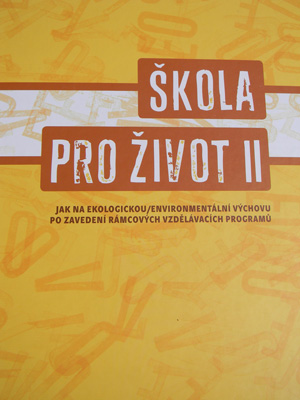 ŠKOLA
PRO ŽIVOT II
JAK NA EKOLOGICKOU/ENVIRONMENTÁLNÍ VÝCHOVU
PO ZAVEDENÍ RÁMCOVÝCH VZDĚLÁVACÍCH PROGRAMŮ